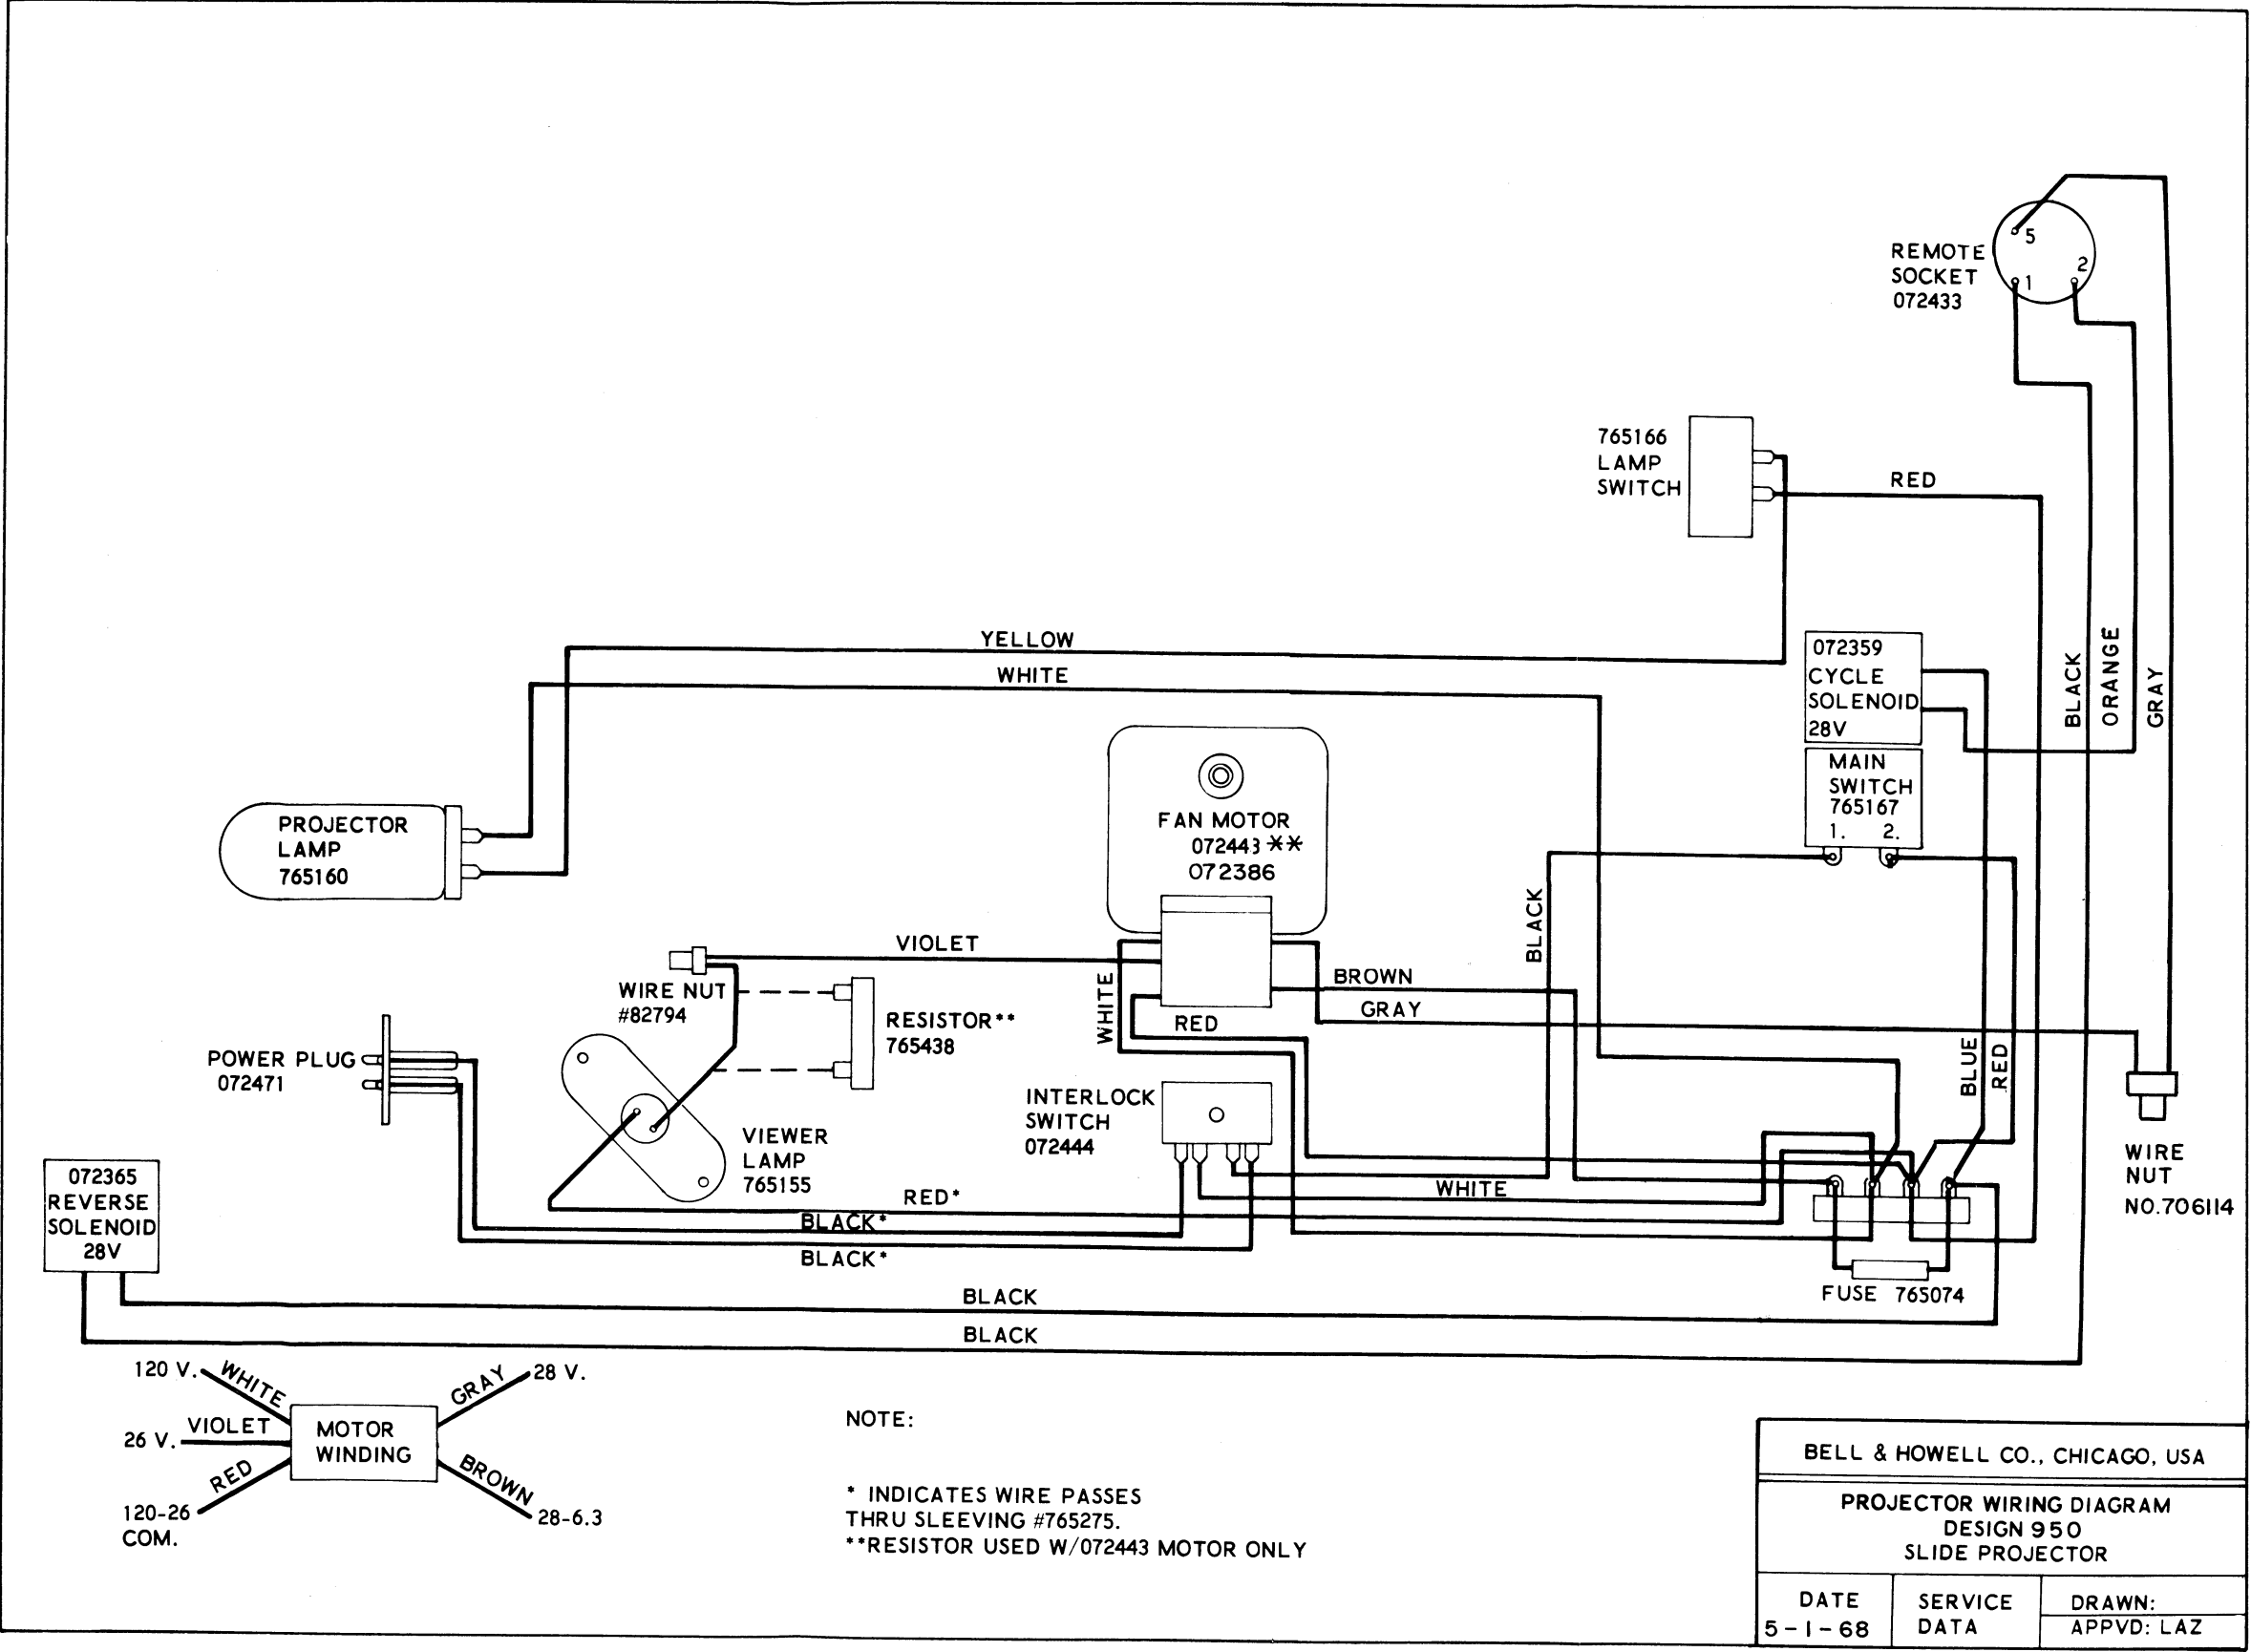 5
2
1
REMOTE
SOCKET
072433
765166
LAMP
SWITCH
RED
YELLOW
WHITE
072359
CYCLE
SOLENOID
28V
BLACK
ORANGE
GRAY
MAIN
SWITCH
765167
1. 2.
PROJECTOR
LAMP
765160
FAN MOTOR
072443 **
072386
BLACK
VIOLET
WIRE NUT
#82794
RESISTOR**
765438
WHITE
RED
BROWN
GRAY
BLUE
RED
POWER PLUG
072471
INTERLOCK
SWITCH
072444
VIEWER
LAMP
765155
WIRE
NUT
NO.706114
072365
REVERSE
SOLENOID
28V
RED*
WHITE
BLACK*
BLACK*
FUSE 765074
BLACK
BLACK
120 V.
WHITE
GRAY
28 V.
26 V.
VIOLET
MOTOR
WINDING
RED
BROWN
120-26
COM.
28-6.3
NOTE:
* INDICATES WIRE PASSES
THRU SLEEVING #765275.
**RESISTOR USED W/072443 MOTOR ONLY
BELL & HOWELL CO., CHICAGO, USA
PROJECTOR WIRING DIAGRAM
DESIGN 950
SLIDE PROJECTOR
DATE
5-1-68
SERVICE
DATA
DRAWN:
APPVD: LAZ